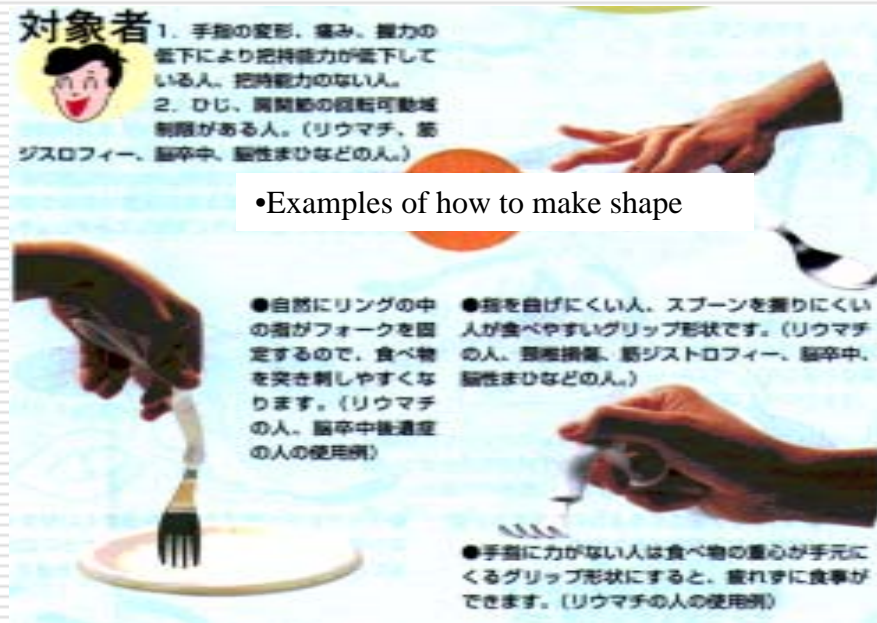 対象者
1．手指の変形、痛み、握力の
低下により把持能力が低下して
いる人、把持能力のない人。
2．ひじ、肩関節の回転可動域
制限がある人。（リウマチ、筋
ジスロフィー、脳卒中、脳性まひなどの人。）
•Examples of how to make shape
●自然にリングの中
の指がフォークを固
定するので、食べ物
を突き刺しやすくな
ります。（リウマチ
の人、脳卒中後遺症
の人の使用例）
●指を曲げにくい人、スプーンを握りにくい
人が食べやすいグリップ形状です。（リウマチ
の人、頸椎損傷、筋ジストロフィー、脳卒中、
脳性まひなどの人。）
●手指に力がない人は食べ物の重心が手元に
くるグリップ形状にすると、疲れずに食事が
できます。（リウマチの人の使用例）